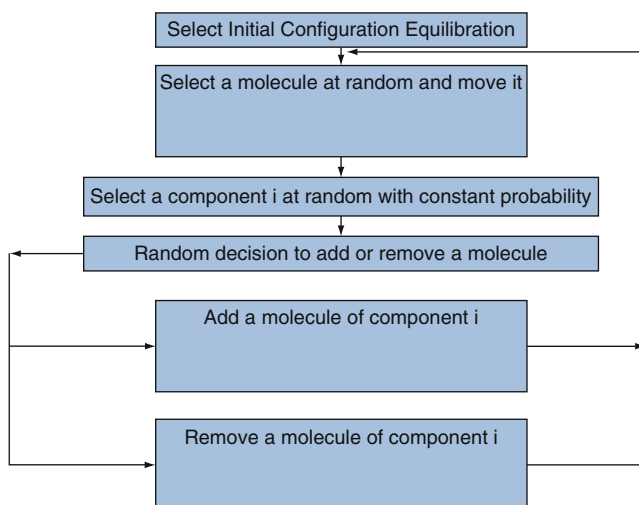 Select Initial Configuration Equilibration
Select a molecule at random and move it
Select a component i at random with constant probability
Random decision to add or remove a molecule
Add a molecule of component i
Remove a molecule of component i